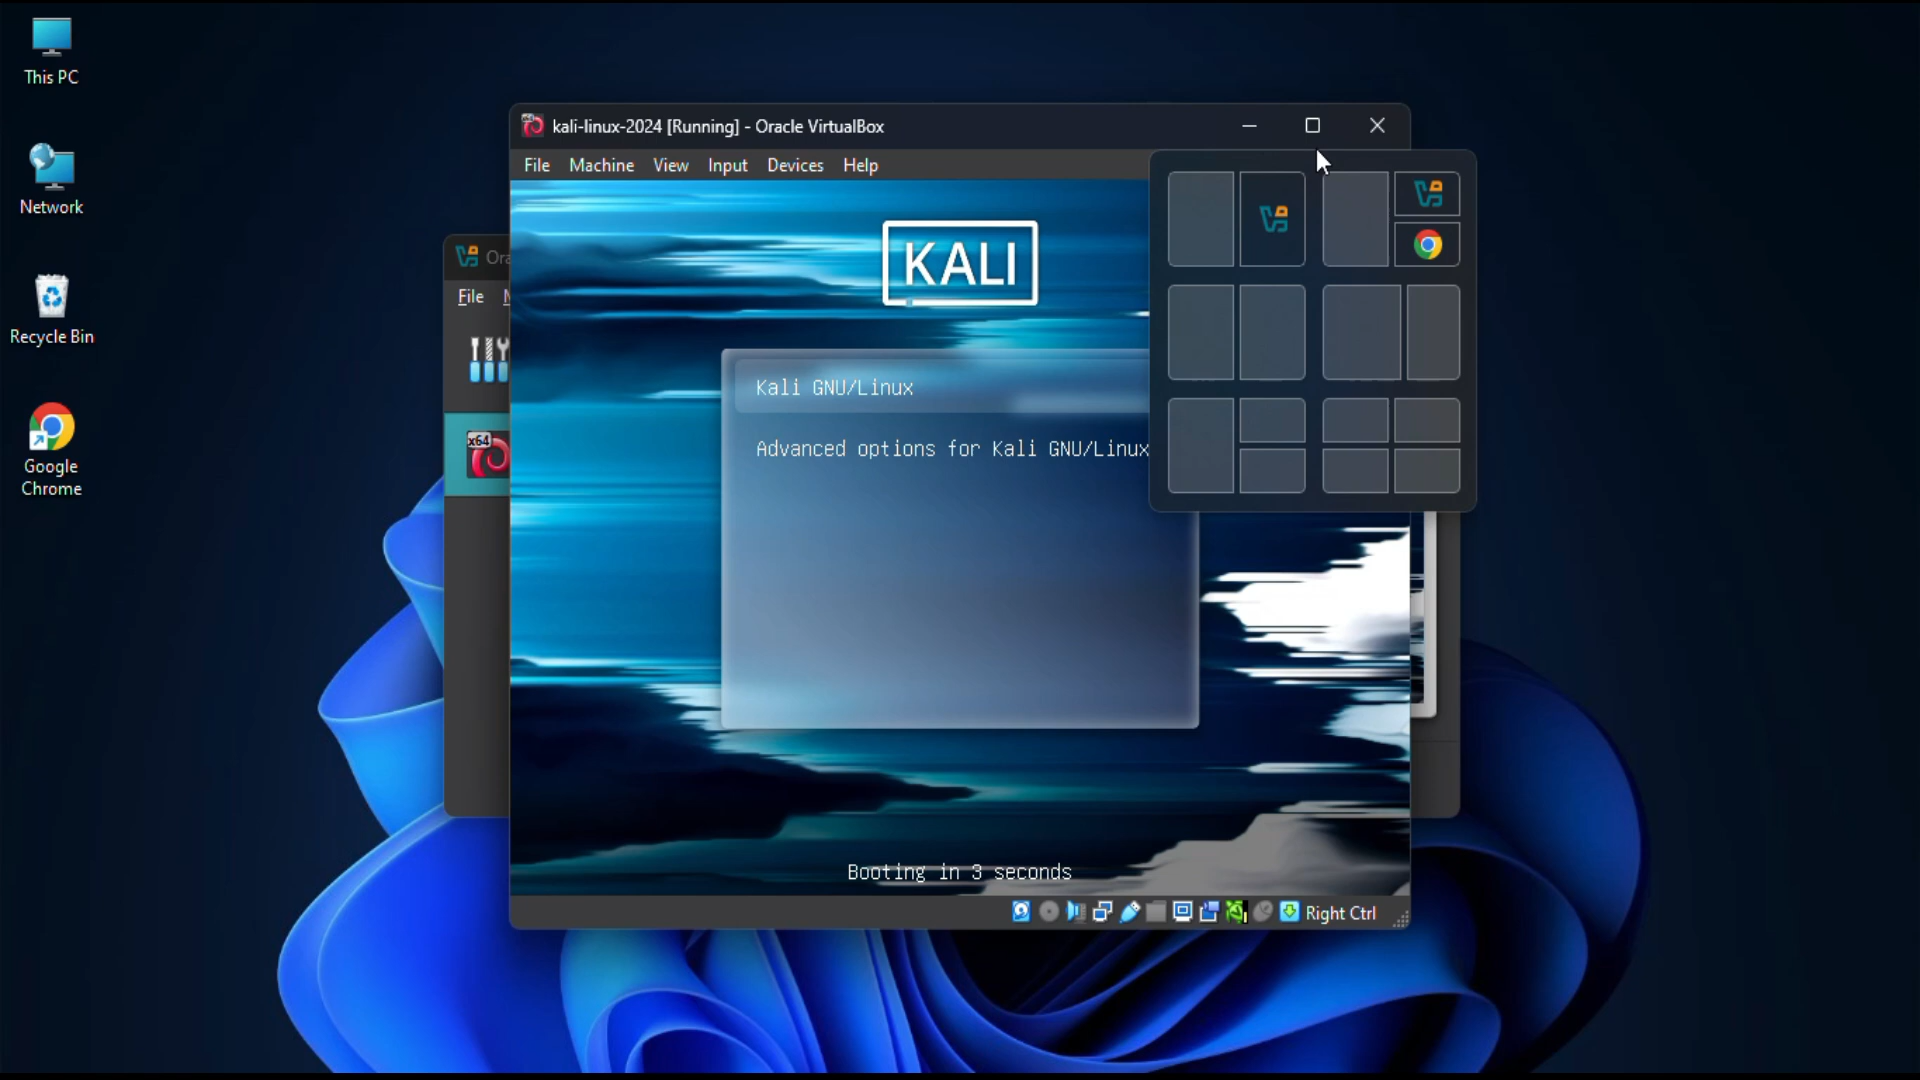 This PC
Network
Recycle Bin
Google
Chrome
kali-linux-2024 [Running] - Oracle VirtualBox
File Machine View Input Devices Help
File
x64
KALI
Kali GNU/Linux
Advanced options for Kali GNU/Linux
Booting in 3 seconds
Right Ctrl